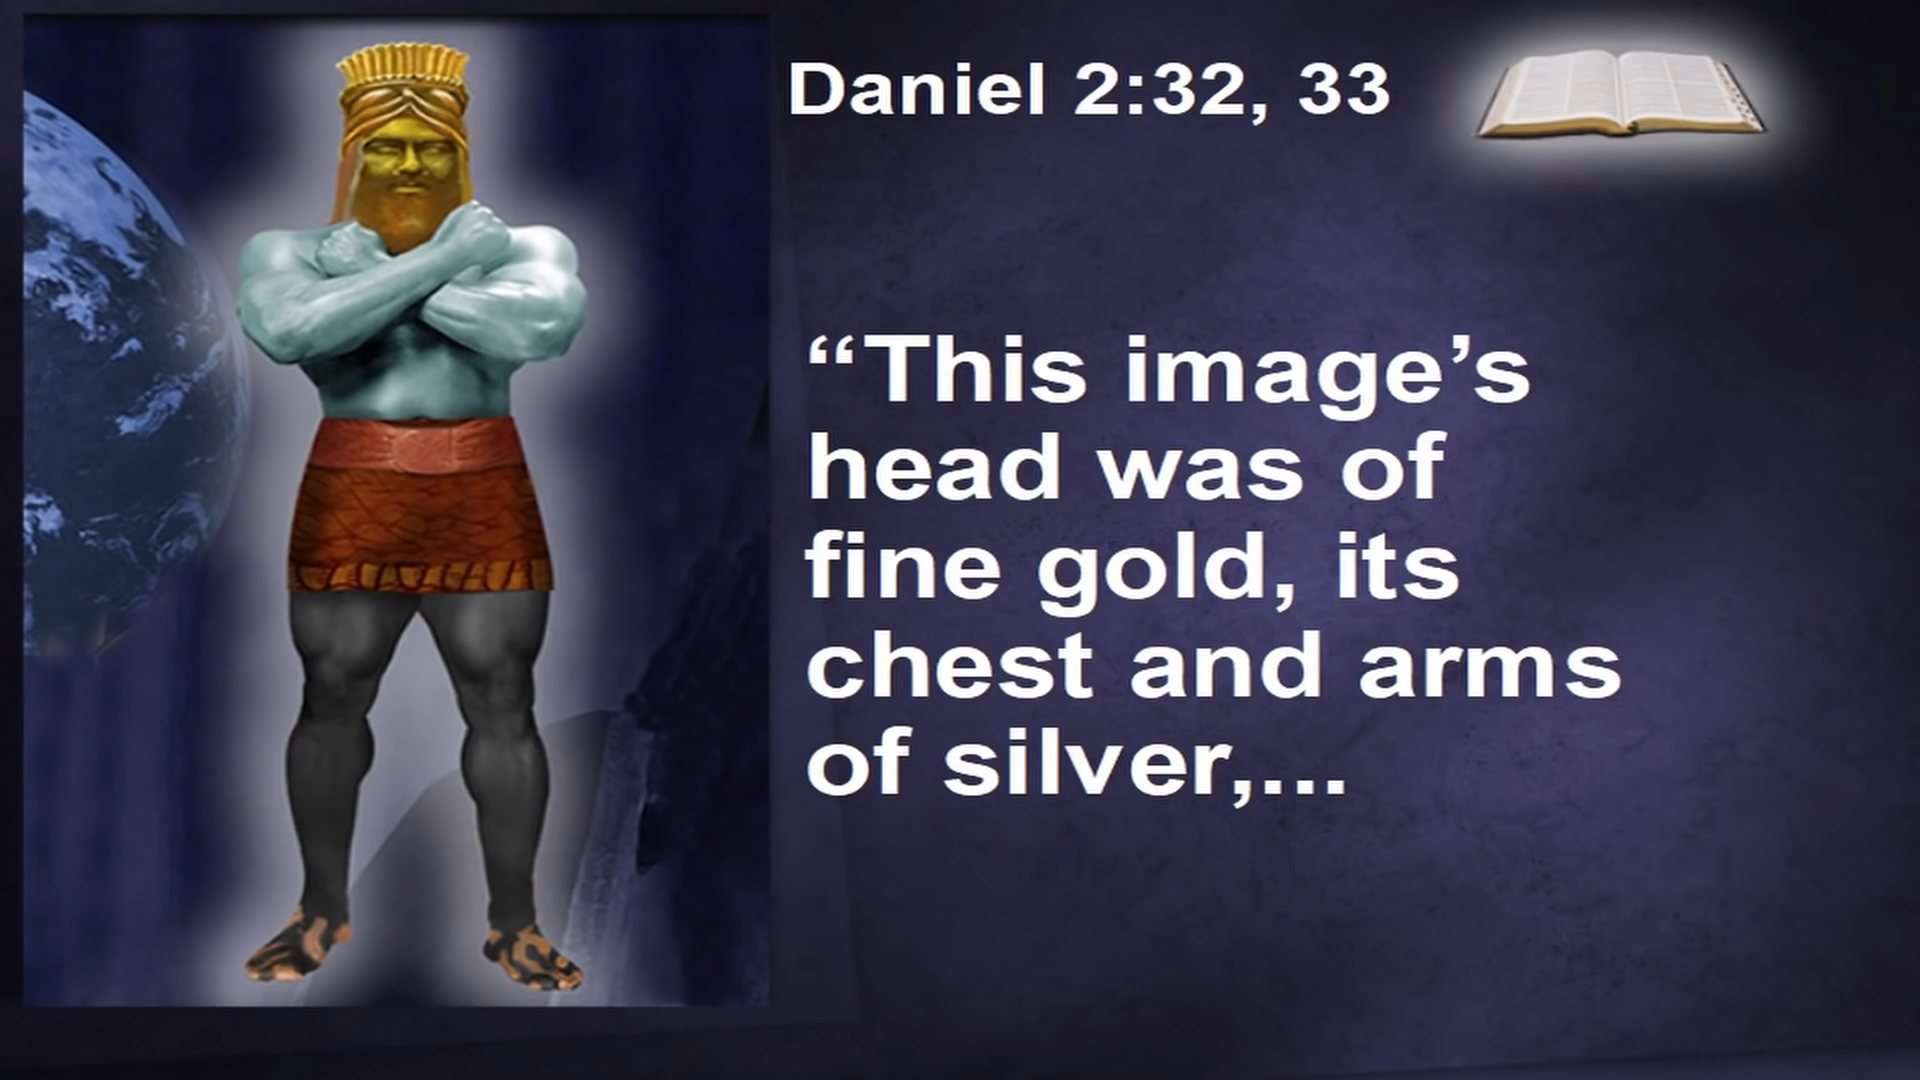 Daniel 2:32, 33
“This image’s
head was of
fine gold, its
chest and arms
of silver,...